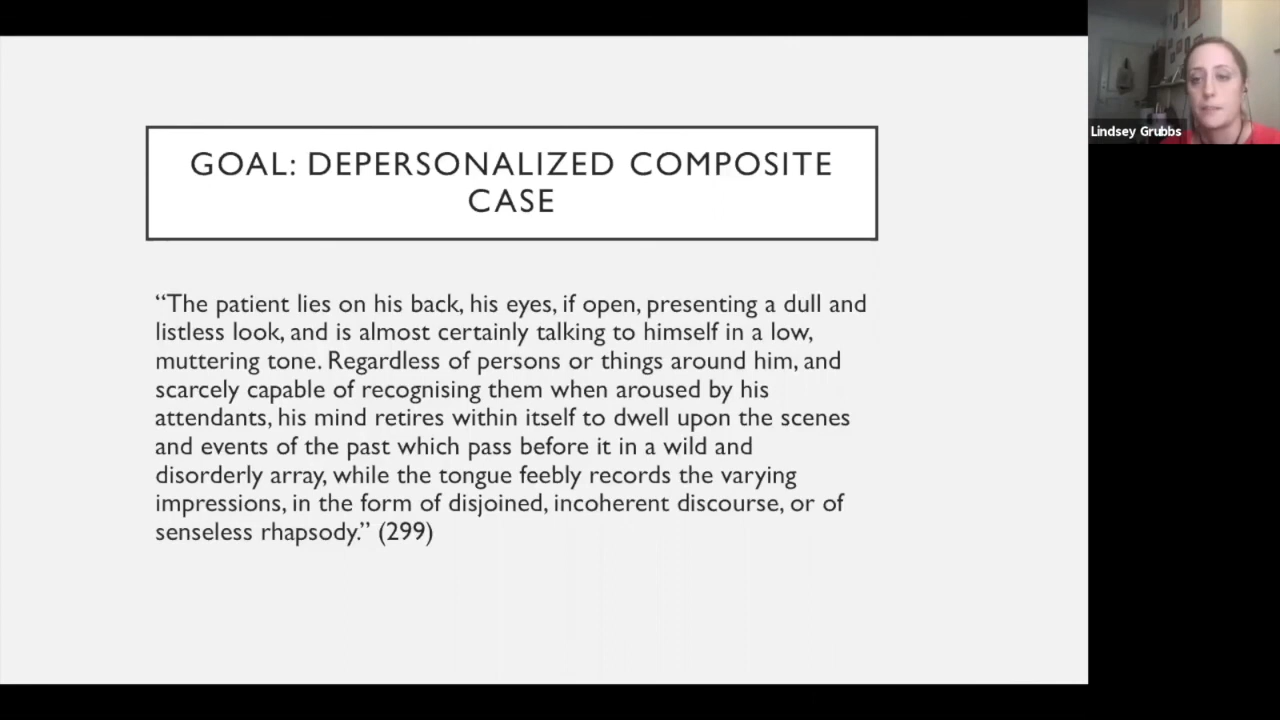 GOAL: DEPERSONALIZED COMPOSITE
CASE
“The patient lies on his back, his eyes, if open, presenting a dull and
listless look, and is almost certainly talking to himself in a low,
muttering tone. Regardless of persons or things around him, and
scarcely capable of recognising them when aroused by his
attendants, his mind retires within itself to dwell upon the scenes
and events of the past which pass before it in a wild and
disorderly array, while the tongue feebly records the varying
impressions, in the form of disjoined, incoherent discourse, or of
senseless rhapsody.” (299)
Lindsey Grubbs